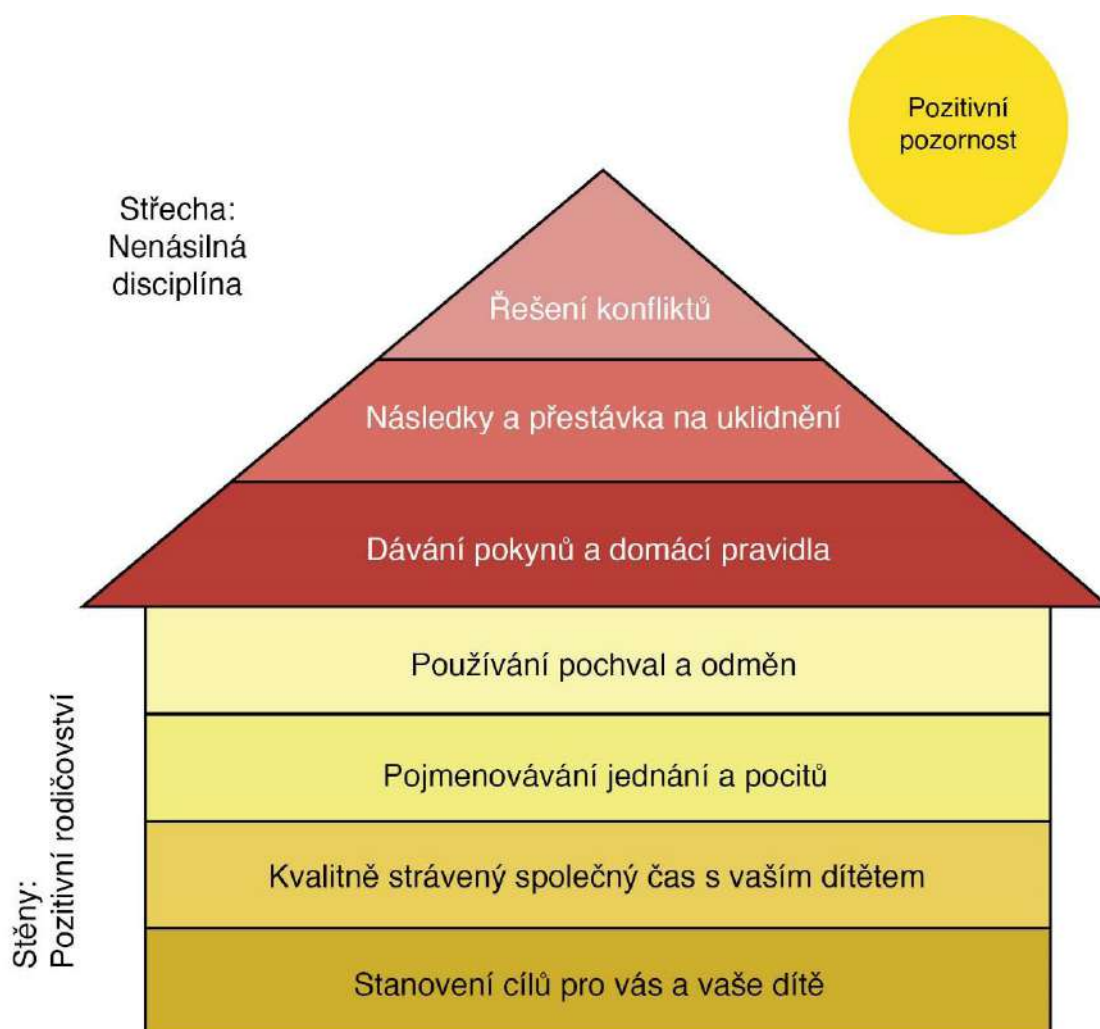 Pozitivní
pozornost
Střecha:
Nenásilná
disciplína
Řešení konfliktů
Následky a přestávka na uklidnění
Dávání pokynů a domácí pravidla
Používání pochval a odměn
Pojmenovávání jednání a pocitů
Kvalitně strávený společný čas s vaším dítětem
Stanovení cílů pro vás a vaše dítě
Stěny:
Pozitivní rodičovství